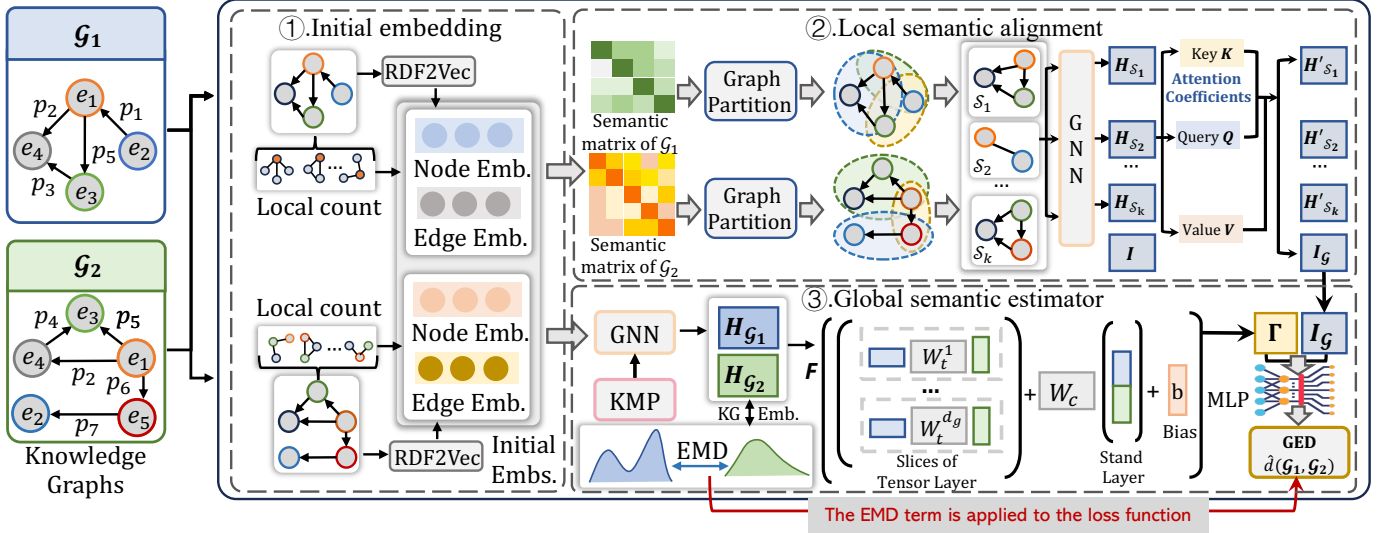 𝒢₁
e₁
p₂
p₁
e₄
p₅
e₂
p₃
e₃
𝒢₂
e₃
p₄
p₅
e₄
e₁
p₂
p₆
e₂
e₅
p₇
Knowledge
Graphs
①.Initial embedding
RDF2Vec
...
Local count
Node Emb.
Edge Emb.
Local count
...
Node Emb.
Edge Emb.
RDF2Vec
Initial
Embs.
②.Local semantic alignment
Semantic
matrix of 𝒢₁
Graph
Partition
Semantic
matrix of 𝒢₂
Graph
Partition
𝒮₁
𝒮₂
...
𝒮ₖ
G
N
N
H𝒮₁
H𝒮₂
...
H𝒮ₖ
I
Key K
Attention
Coefficients
Query Q
Value V
H'𝒮₁
H'𝒮₂
...
H'𝒮ₖ
I𝒢
③.Global semantic estimator
GNN
KMP
H𝒢₁
H𝒢₂
KG Emb.
EMD
F
Wₜ¹
...
Wₜ^{d_g}
Slices of
Tensor Layer
+
W_c
Stand
Layer
+
b
Bias
Γ
I𝒢
MLP
GED
d̂(𝒢₁,𝒢₂)
The EMD term is applied to the loss function